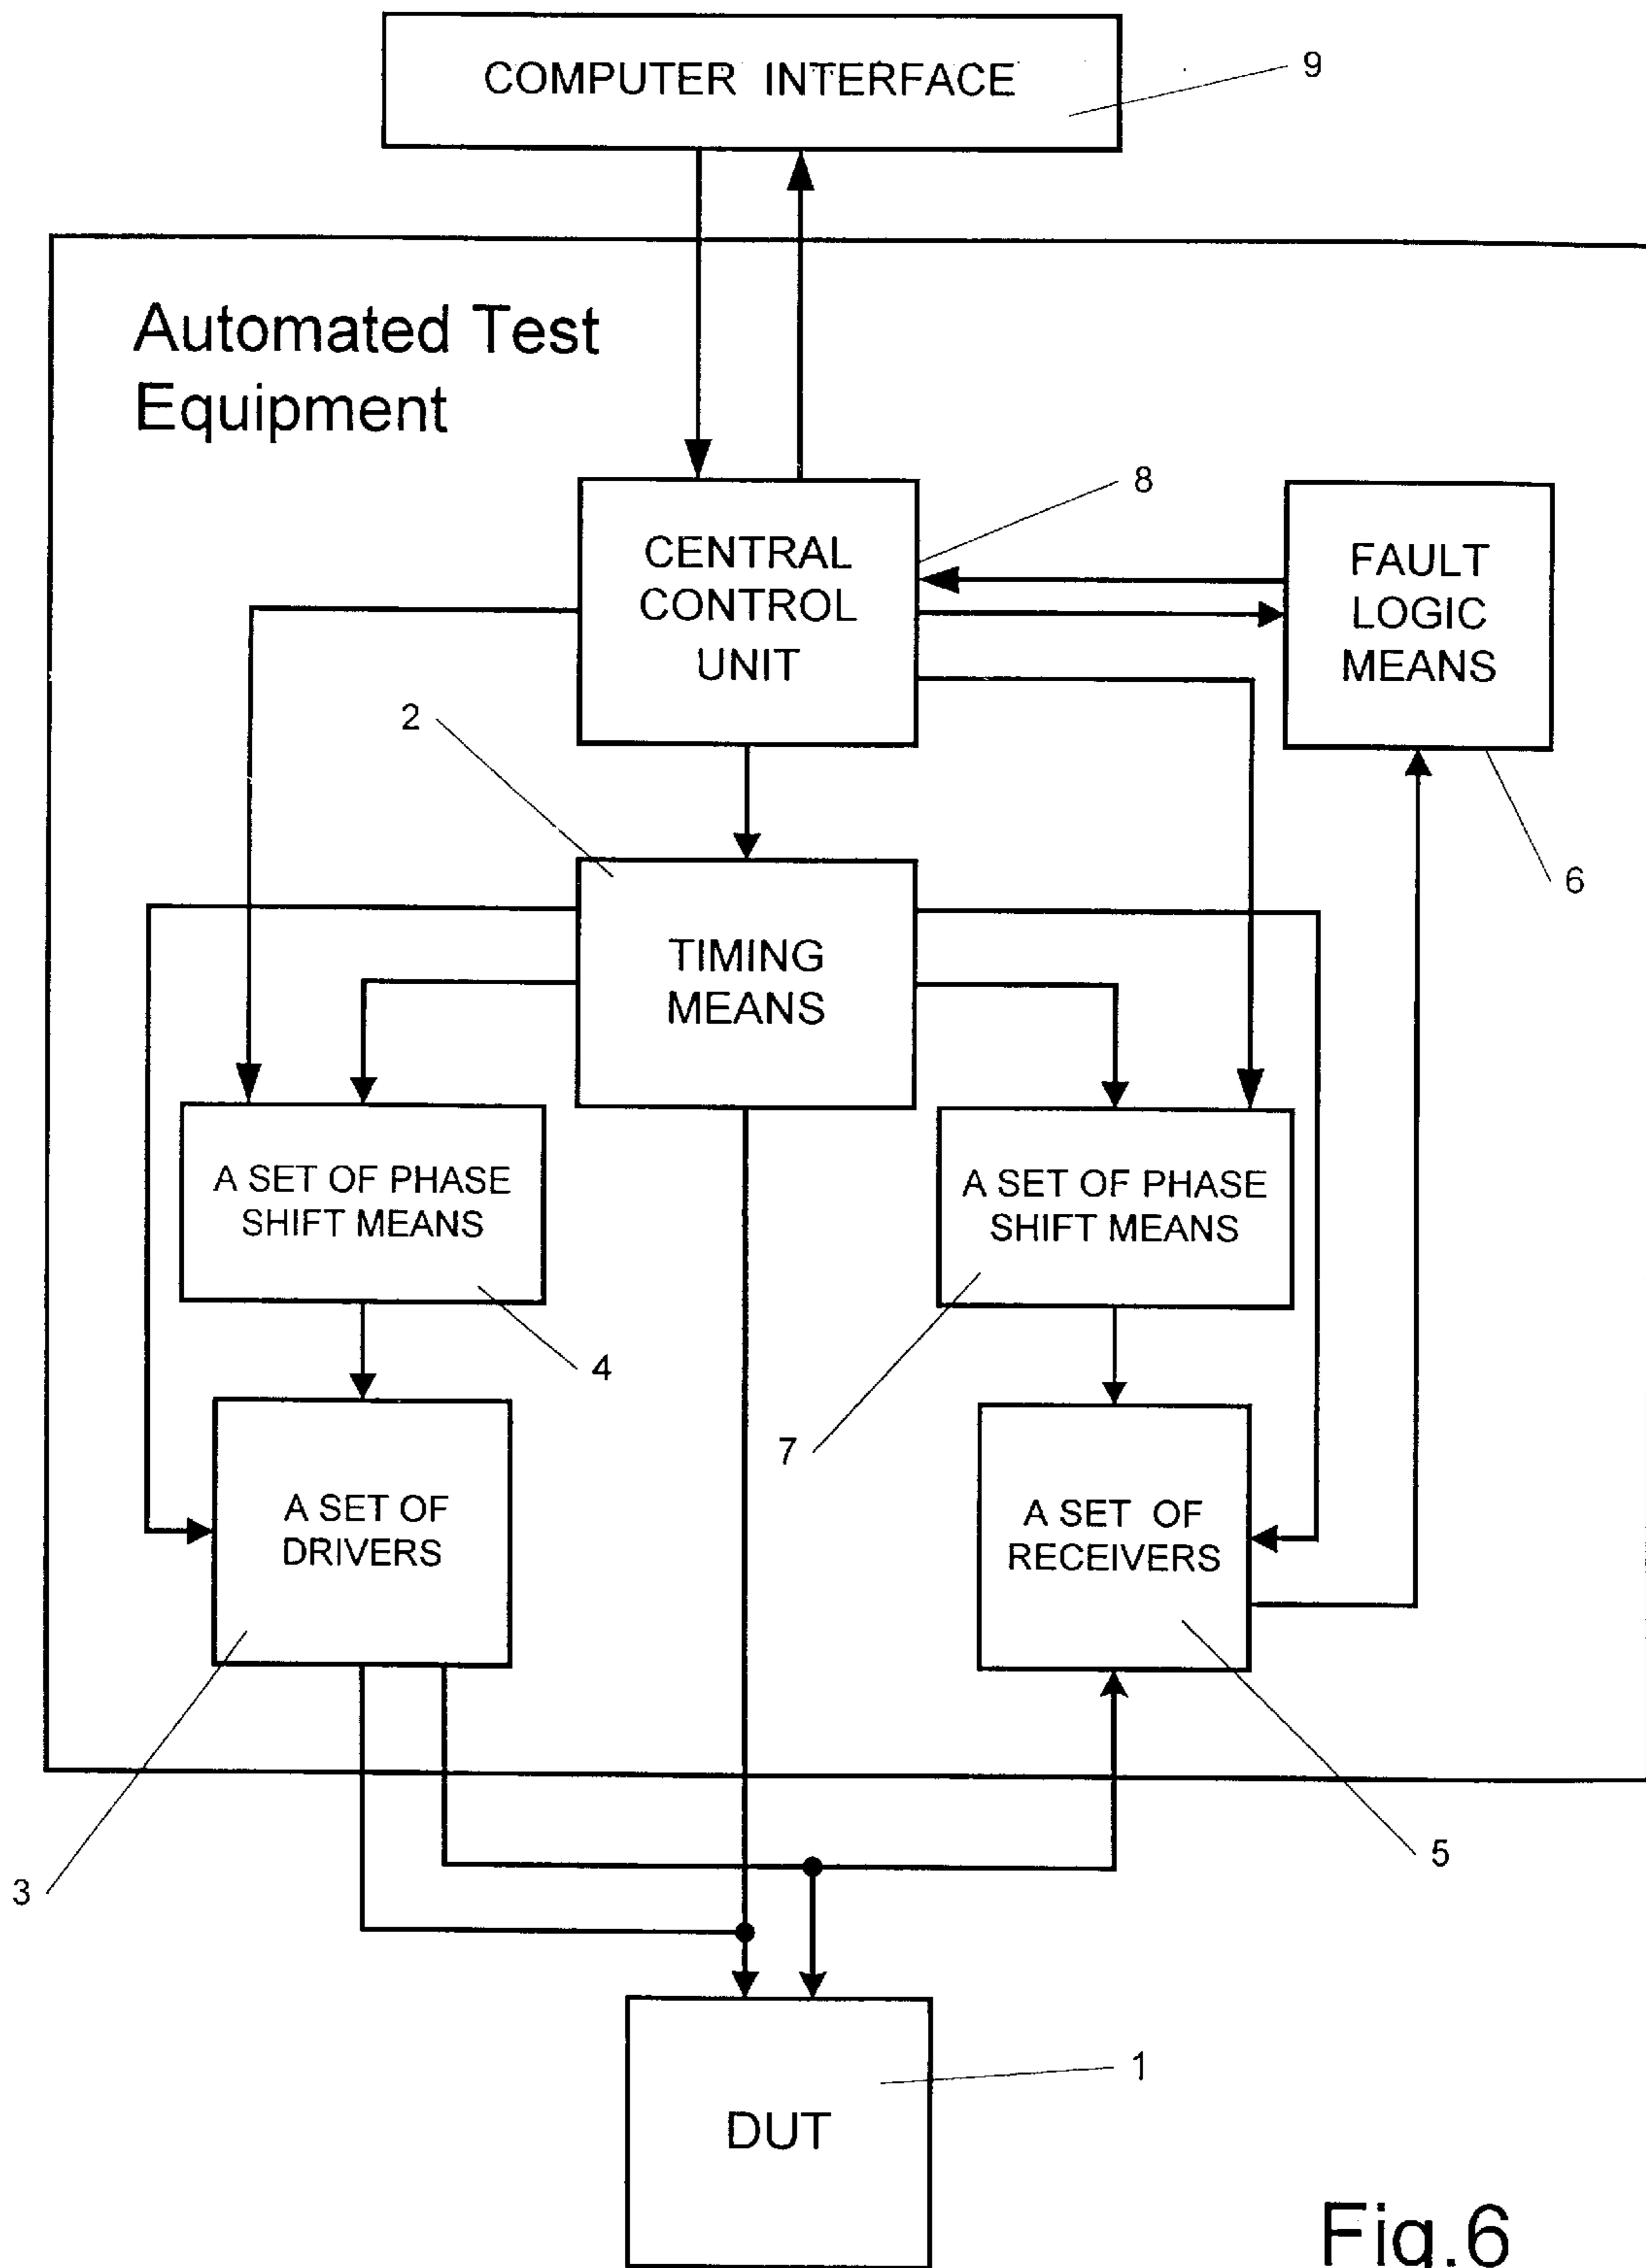 COMPUTER INTERFACE
9
Automated Test
Equipment
8
CENTRAL
CONTROL
UNIT
FAULT
LOGIC
MEANS
2
6
TIMING
MEANS
A SET OF PHASE
SHIFT MEANS
A SET OF PHASE
SHIFT MEANS
4
7
A SET OF
DRIVERS
A SET OF
RECEIVERS
3
5
1
DUT
Fig.6